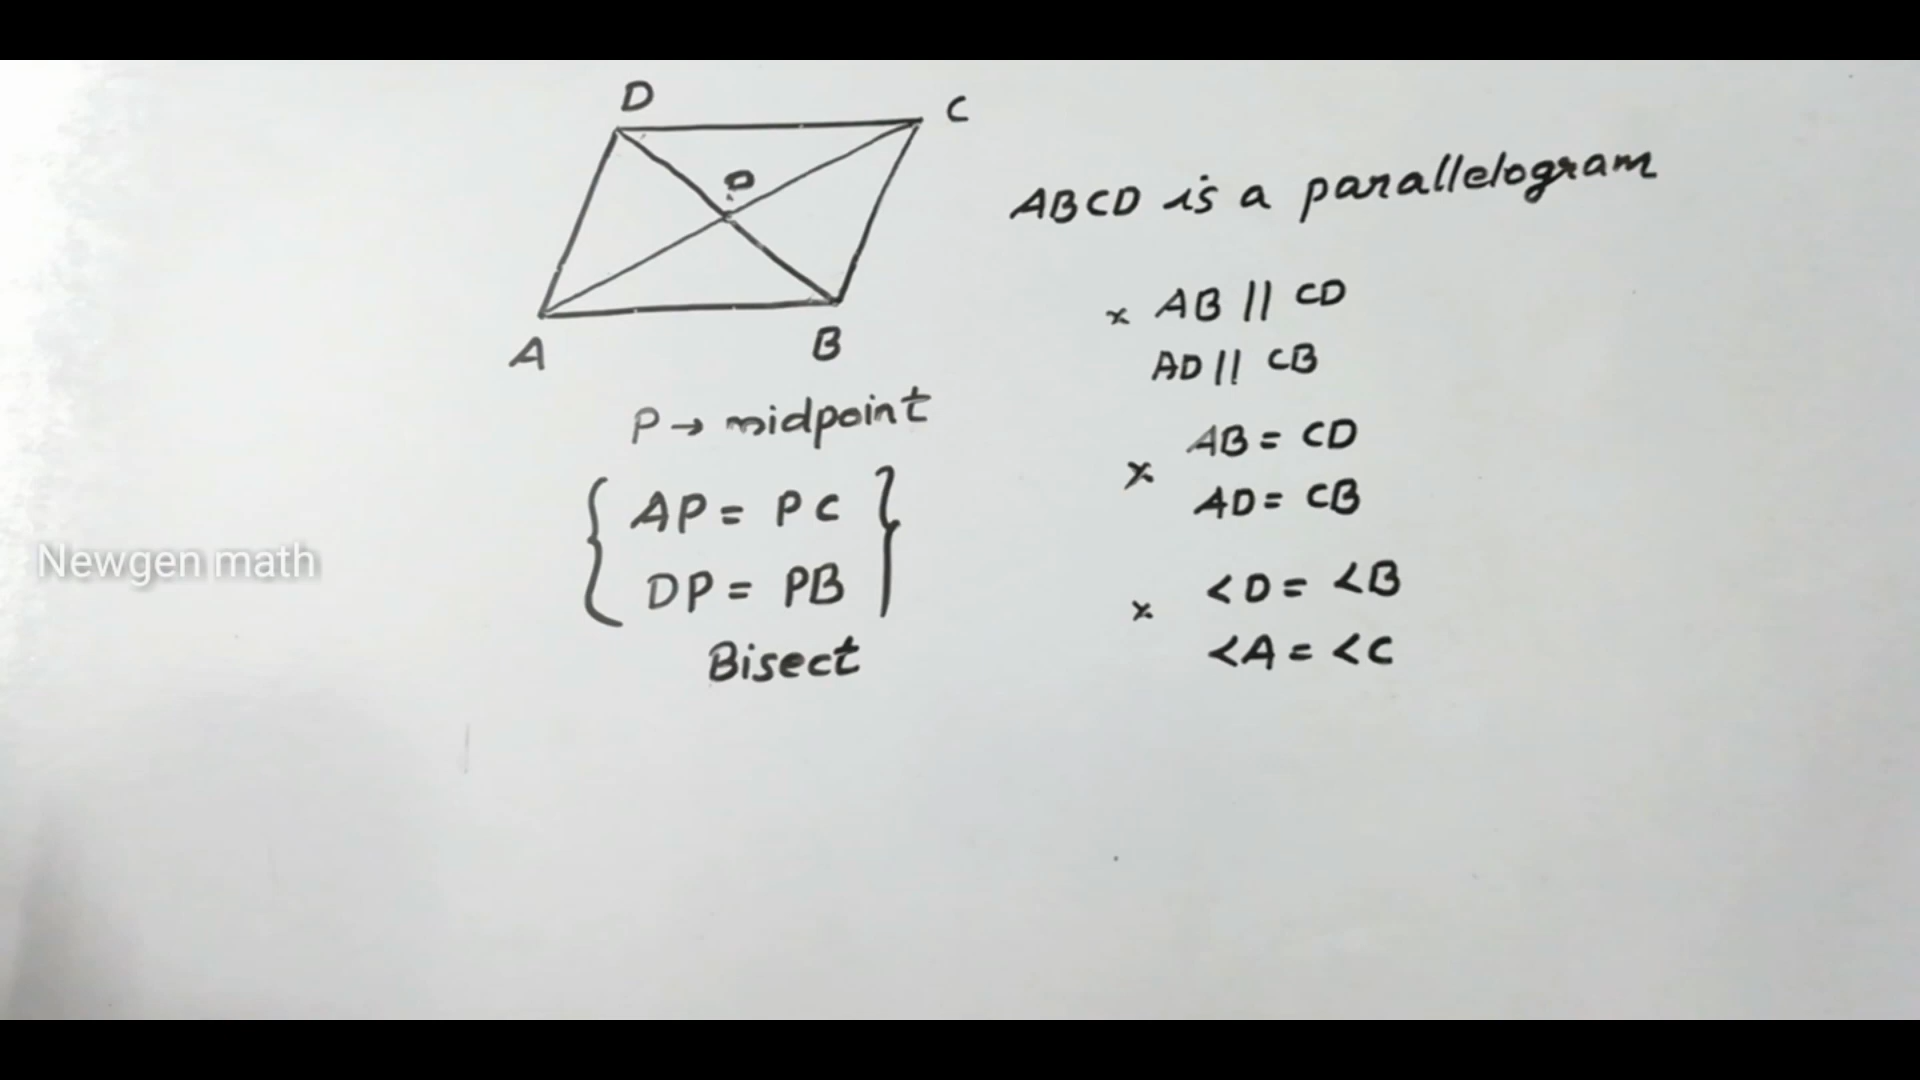 D
C
P
A
B
ABCD is a parallelogram
x AB || CD
AD || CB
P → midpoint
x AB = CD
AD = CB
{ AP = PC }
DP = PB
Bisect
x <D = <B
<A = <C
Newgen math